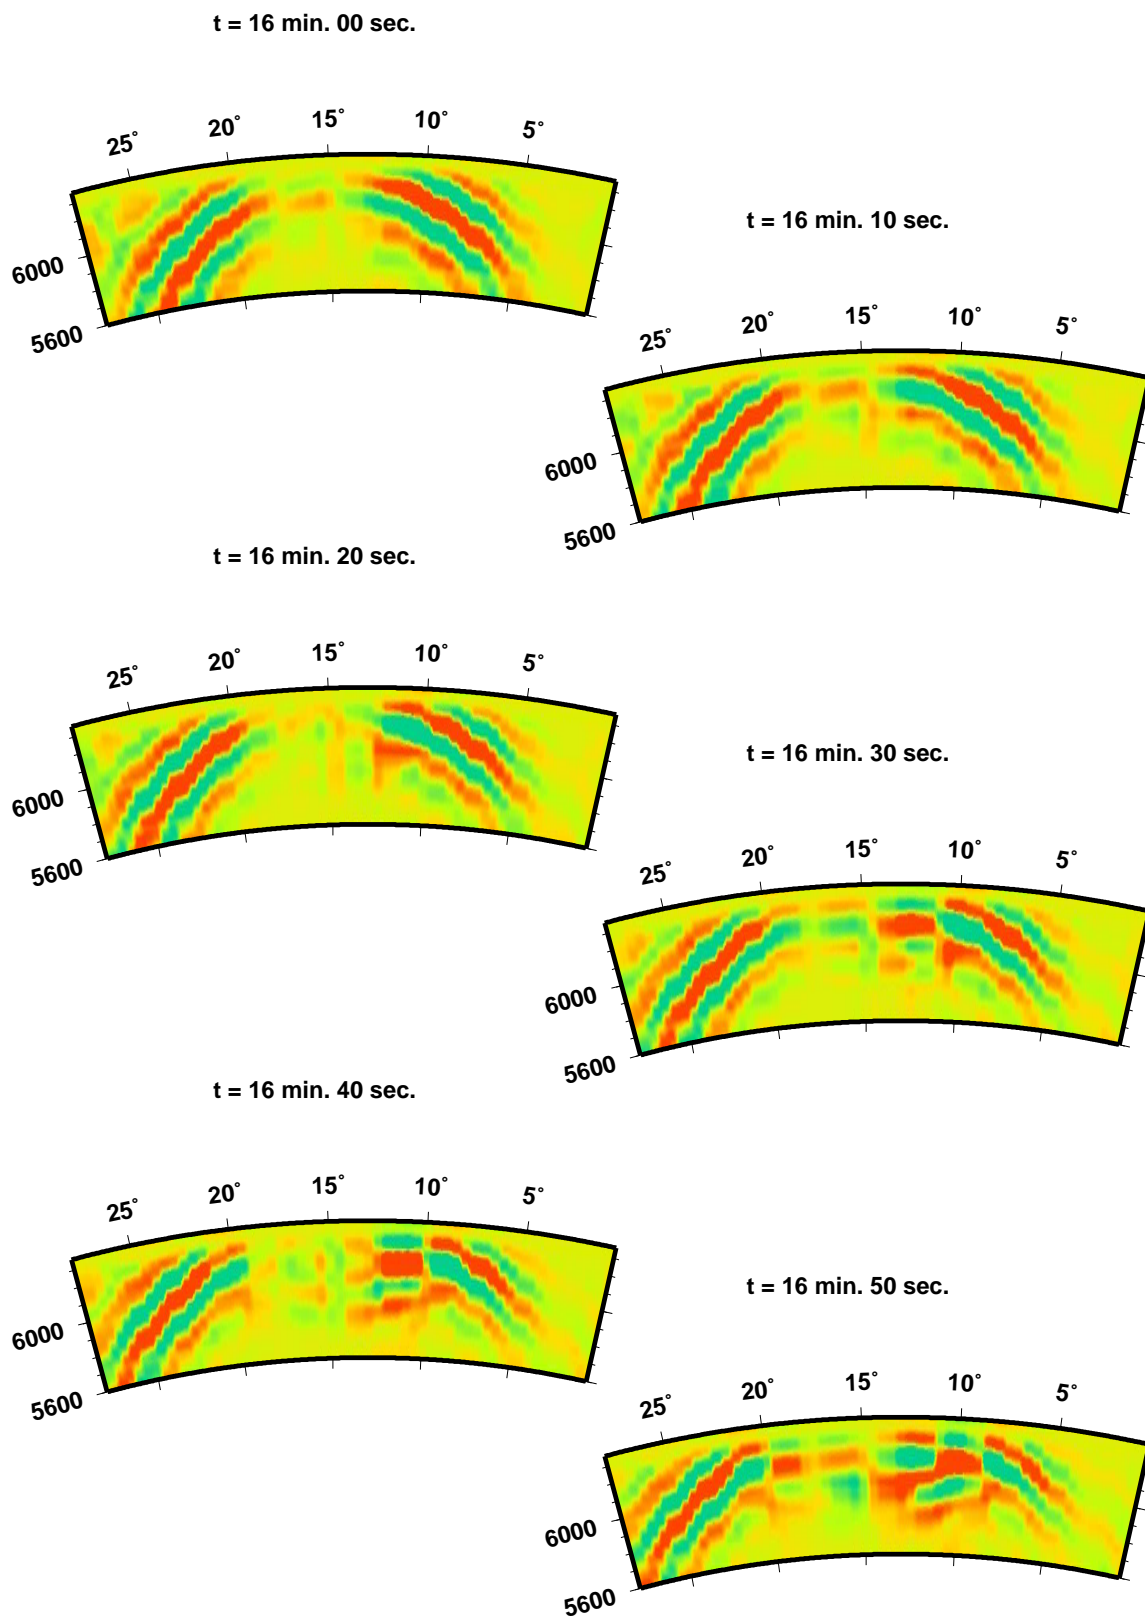 t = 16 min. 00 sec.
25° 20° 15° 10° 5°
6000
5600
t = 16 min. 10 sec.
25° 20° 15° 10° 5°
6000
5600
t = 16 min. 20 sec.
25° 20° 15° 10° 5°
6000
5600
t = 16 min. 30 sec.
25° 20° 15° 10° 5°
6000
5600
t = 16 min. 40 sec.
25° 20° 15° 10° 5°
6000
5600
t = 16 min. 50 sec.
25° 20° 15° 10° 5°
6000
5600